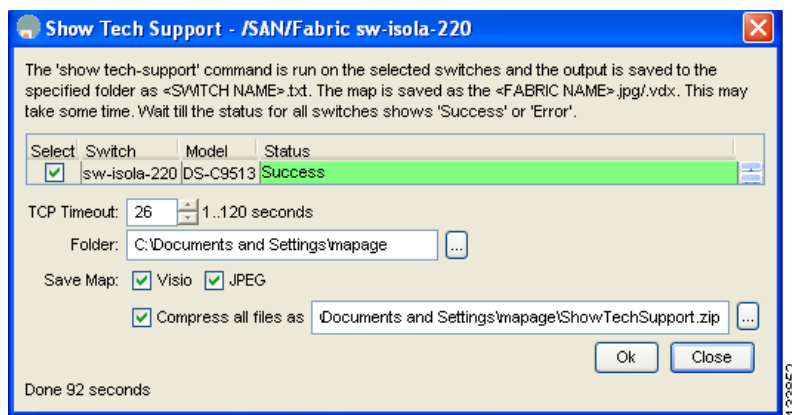 Show Tech Support - /SAN/Fabric sw-isola-220
The 'show tech-support' command is run on the selected switches and the output is saved to the
specified folder as <SWITCH NAME>.txt. The map is saved as the <FABRIC NAME>.jpg/.vdx. This may
take some time. Wait till the status for all switches shows 'Success' or 'Error'.
Select Switch Model Status
sw-isola-220 DS-C9513 Success
TCP Timeout: 26 1..120 seconds
Folder: C:\Documents and Settings\mapage ...
Save Map: Visio JPEG
Compress all files as \Documents and Settings\mapage\ShowTechSupport.zip ...
Ok Close
Done 92 seconds